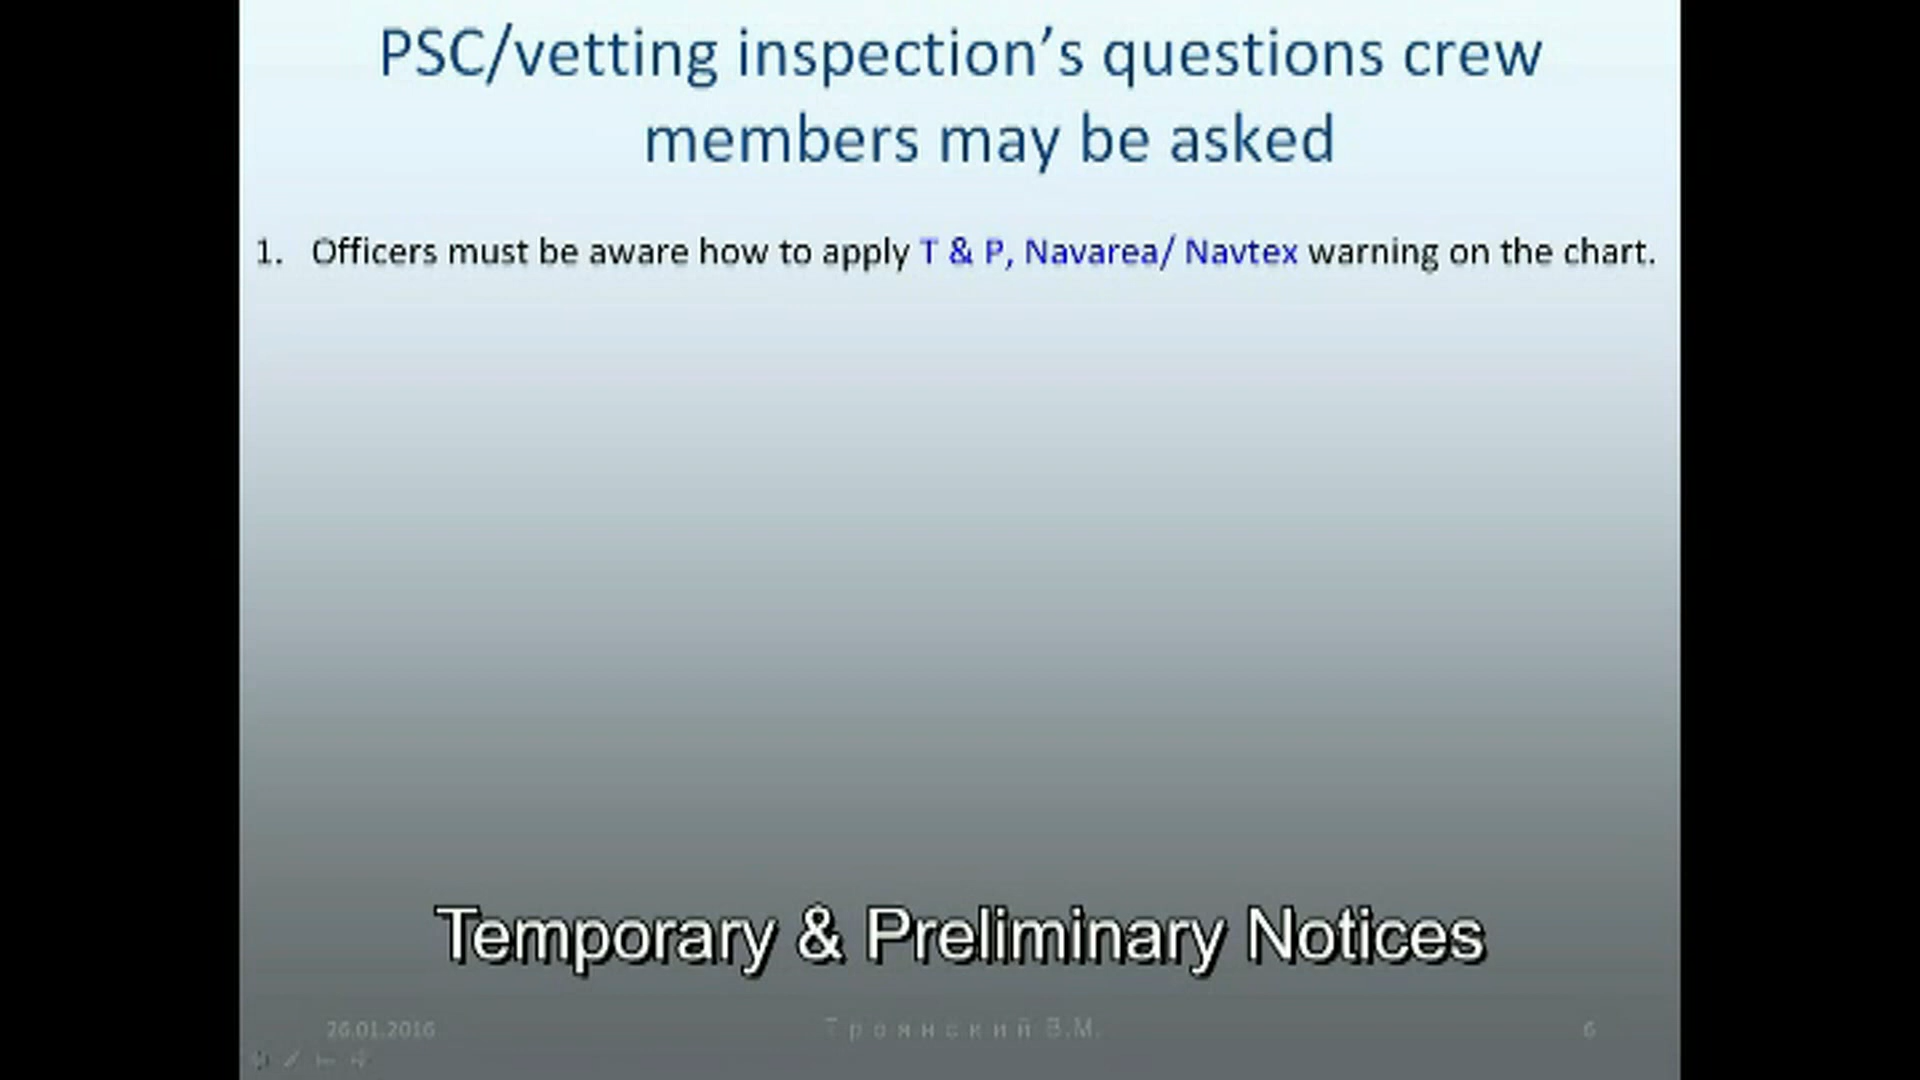 PSC/vetting inspection’s questions crew
members may be asked
1. Officers must be aware how to apply T & P, Navarea/ Navtex warning on the chart.
Temporary & Preliminary Notices
26.01.2016 Троянский В.М. 6